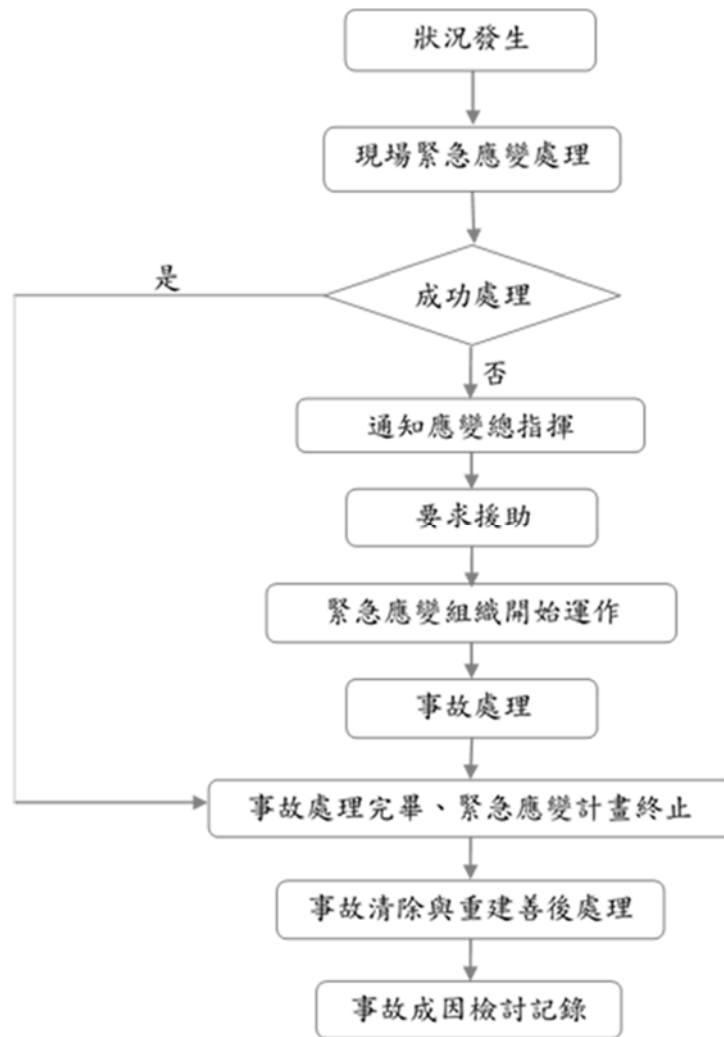 狀況發生
現場緊急應變處理
是
成功處理
否
通知應變總指揮
要求援助
緊急應變組織開始運作
事故處理
事故處理完畢、緊急應變計畫終止
事故清除與重建善後處理
事故成因檢討記錄